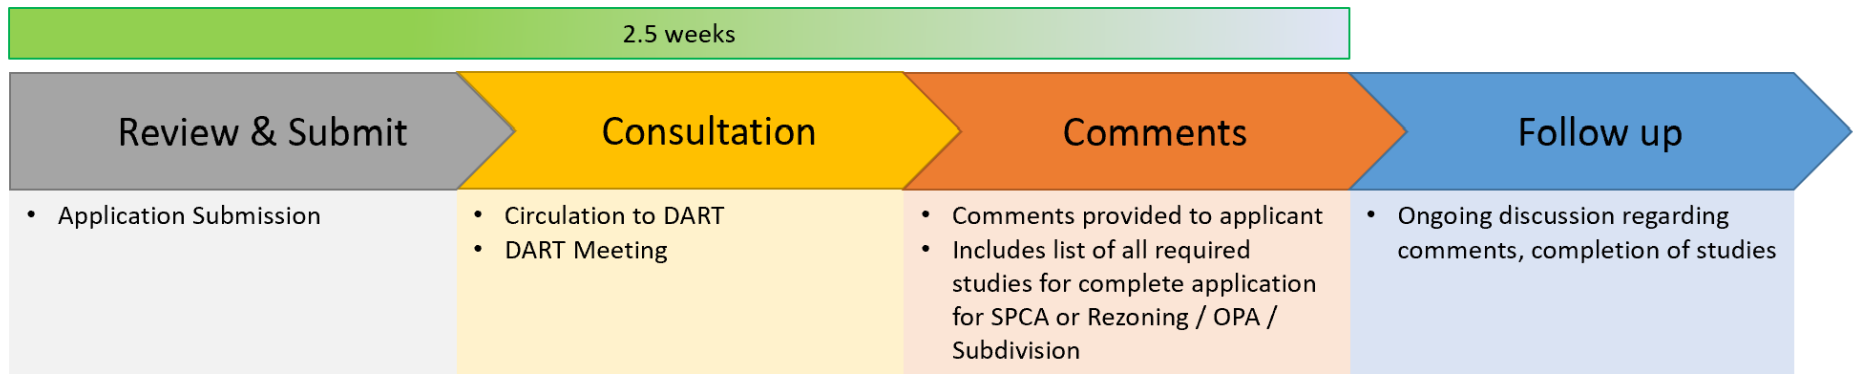 2.5 weeks
Review & Submit
Consultation
Comments
Follow up
• Application Submission
• Circulation to DART
• DART Meeting
• Comments provided to applicant
• Includes list of all required
studies for complete application
for SPCA or Rezoning / OPA /
Subdivision
• Ongoing discussion regarding
comments, completion of studies